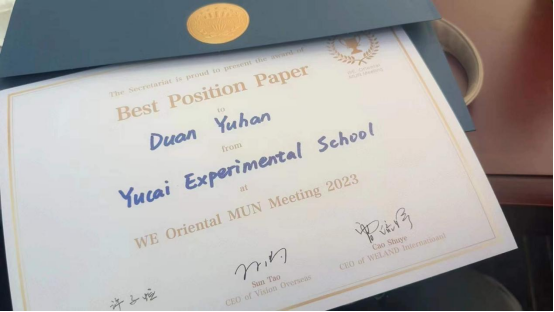 The Secretariat is proud to present the award of
Best Position Paper
to
Duan Yuhan
from
Yucai Experimental School
at
WE Oriental MUN Meeting 2023
Sun Tao
CEO of Vision Overseas
Cao Shuye
CEO of WELAND International